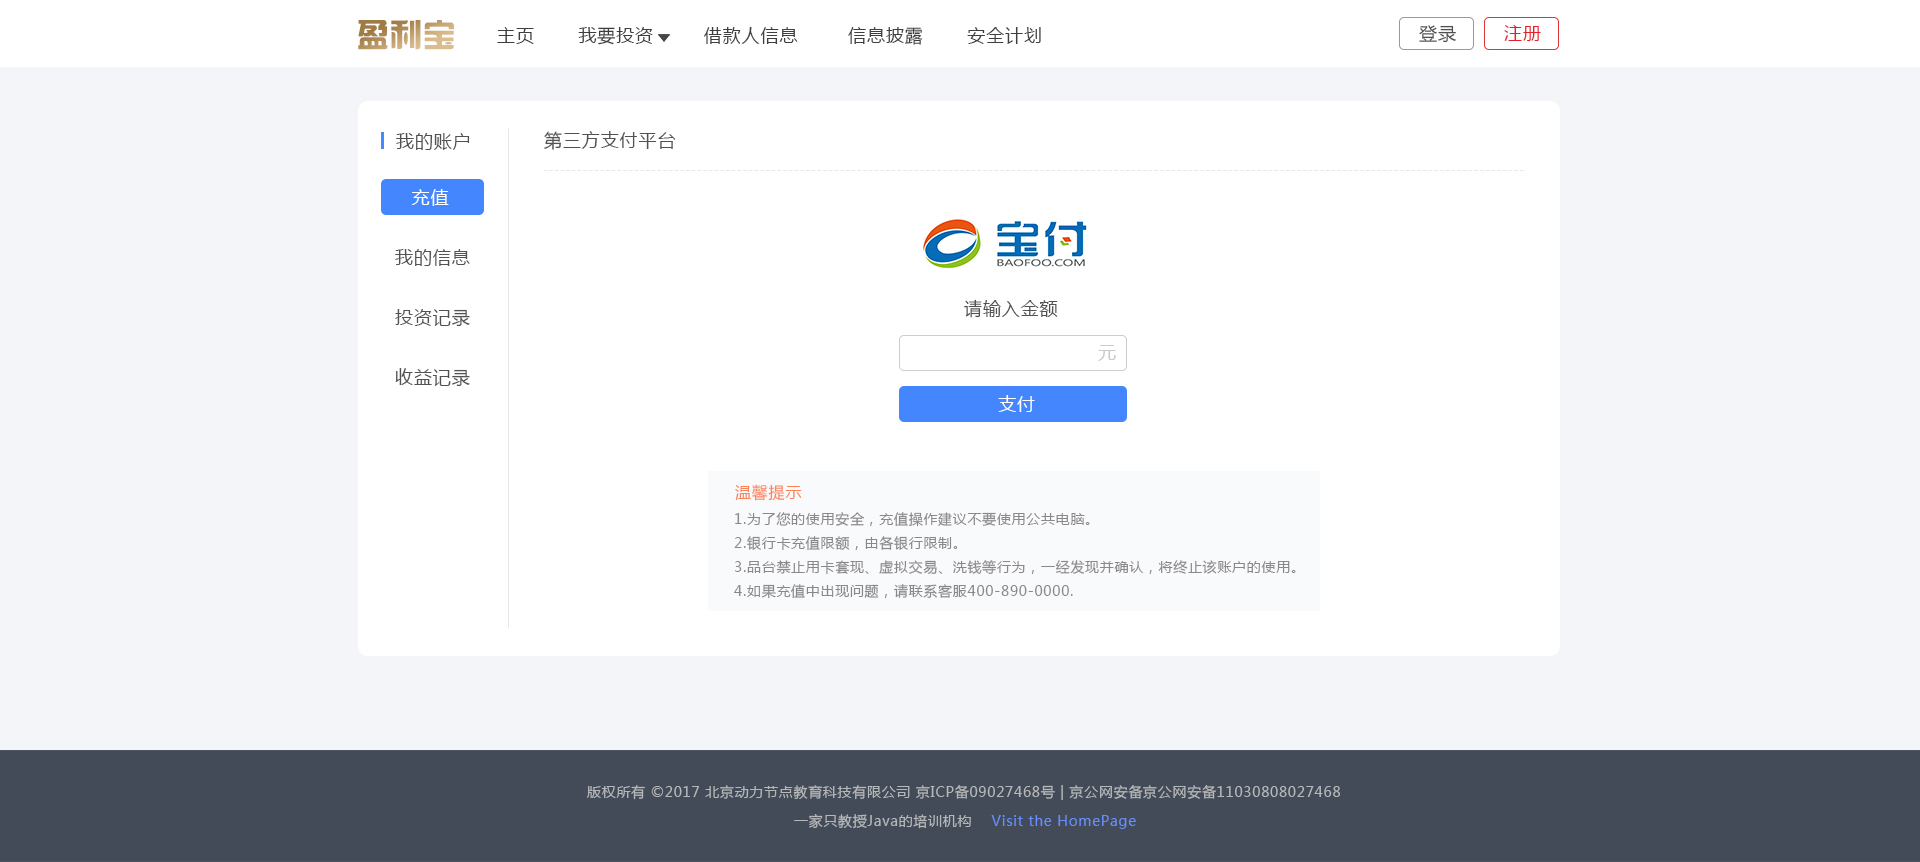 盈利宝 主页 我要投资 借款人信息 信息披露 安全计划 登录 注册
我的账户
充值
我的信息
投资记录
收益记录
第三方支付平台
宝付
BAOFOO.COM
请输入金额
元
支付
温馨提示
1.为了您的使用安全，充值操作建议不要使用公共电脑。
2.银行卡充值限额，由各银行限制。
3.品台禁止用卡套现、虚拟交易、洗钱等行为，一经发现并确认，将终止该账户的使用。
4.如果充值中出现问题，请联系客服400-890-0000.
版权所有 ©2017 北京动力节点教育科技有限公司 京ICP备09027468号 | 京公网安备京公网安备11030808027468
一家只教授Java的培训机构 Visit the HomePage